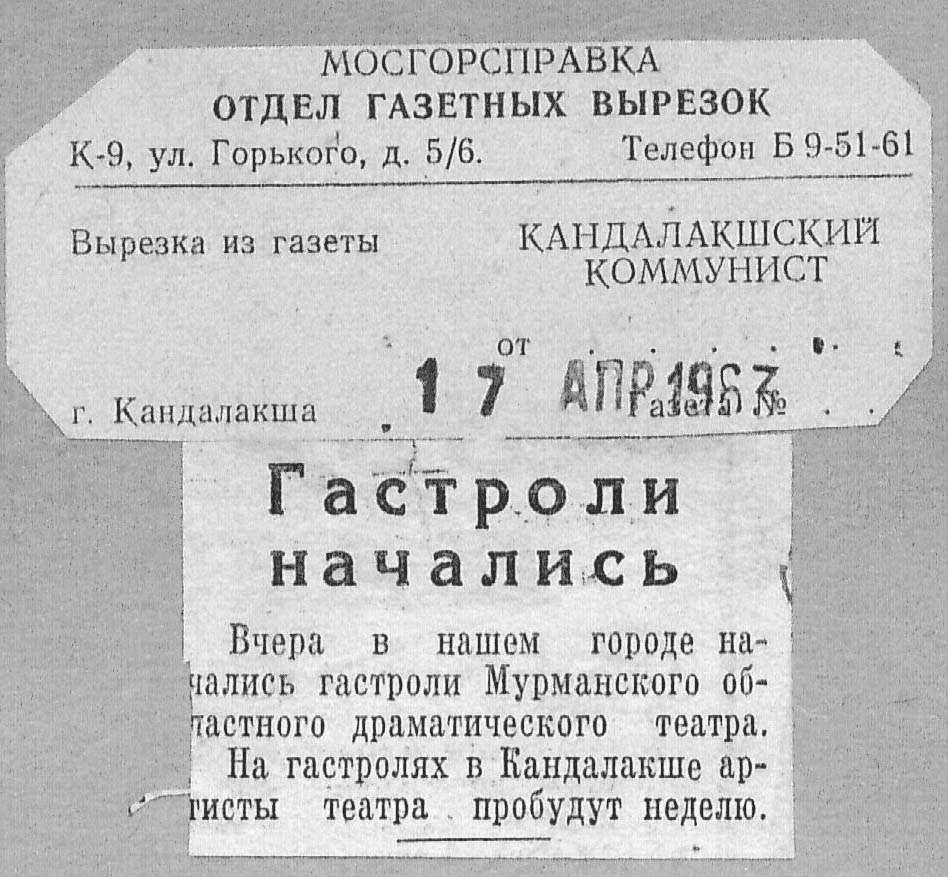 МОСГОРСПРАВКА
ОТДЕЛ ГАЗЕТНЫХ ВЫРЕЗОК
К-9, ул. Горького, д. 5/6. Телефон Б 9-51-61
Вырезка из газеты КАНДАЛАКШСКИЙ
КОММУНИСТ
от . . . . .
17 АПР 1963
г. Кандалакша Газета № . .
Гастроли
начались
Вчера в нашем городе на-
чались гастроли Мурманского об-
ластного драматического театра.
На гастролях в Кандалакше ар-
тисты театра пробудут неделю.